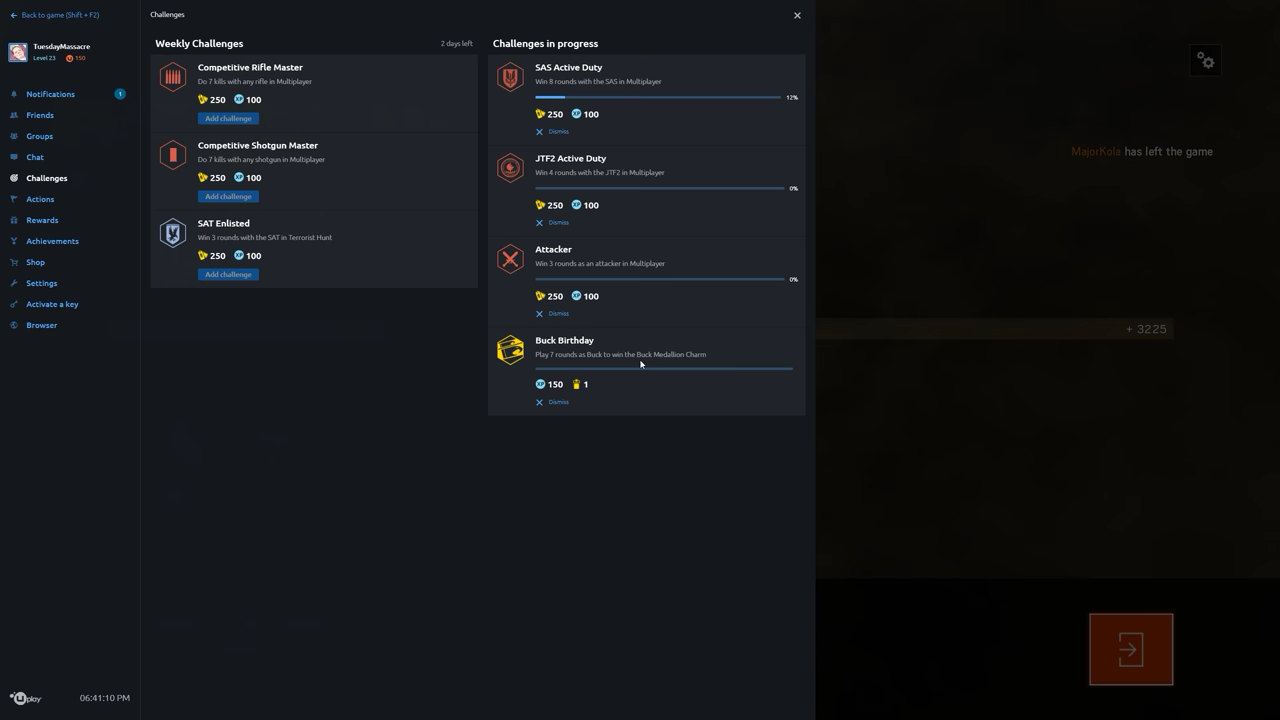 Back to game (Shift + F2)
TuesdayMassacre
Level 23 150
Notifications 1
Friends
Groups
Chat
Challenges
Actions
Rewards
Achievements
Shop
Settings
Activate a key
Browser
Uplay 06:41:10 PM
Challenges
Weekly Challenges 2 days left
Competitive Rifle Master
Do 7 kills with any rifle in Multiplayer
250 XP 100
Add challenge
Competitive Shotgun Master
Do 7 kills with any shotgun in Multiplayer
250 XP 100
Add challenge
SAT Enlisted
Win 3 rounds with the SAT in Terrorist Hunt
250 XP 100
Add challenge
Challenges in progress
SAS Active Duty
Win 8 rounds with the SAS in Multiplayer
12%
250 XP 100
Dismiss
JTF2 Active Duty
Win 4 rounds with the JTF2 in Multiplayer
0%
250 XP 100
Dismiss
Attacker
Win 3 rounds as an attacker in Multiplayer
0%
250 XP 100
Dismiss
Buck Birthday
Play 7 rounds as Buck to win the Buck Medallion Charm
XP 150 1
Dismiss
MajorKola has left the game
+ 3225